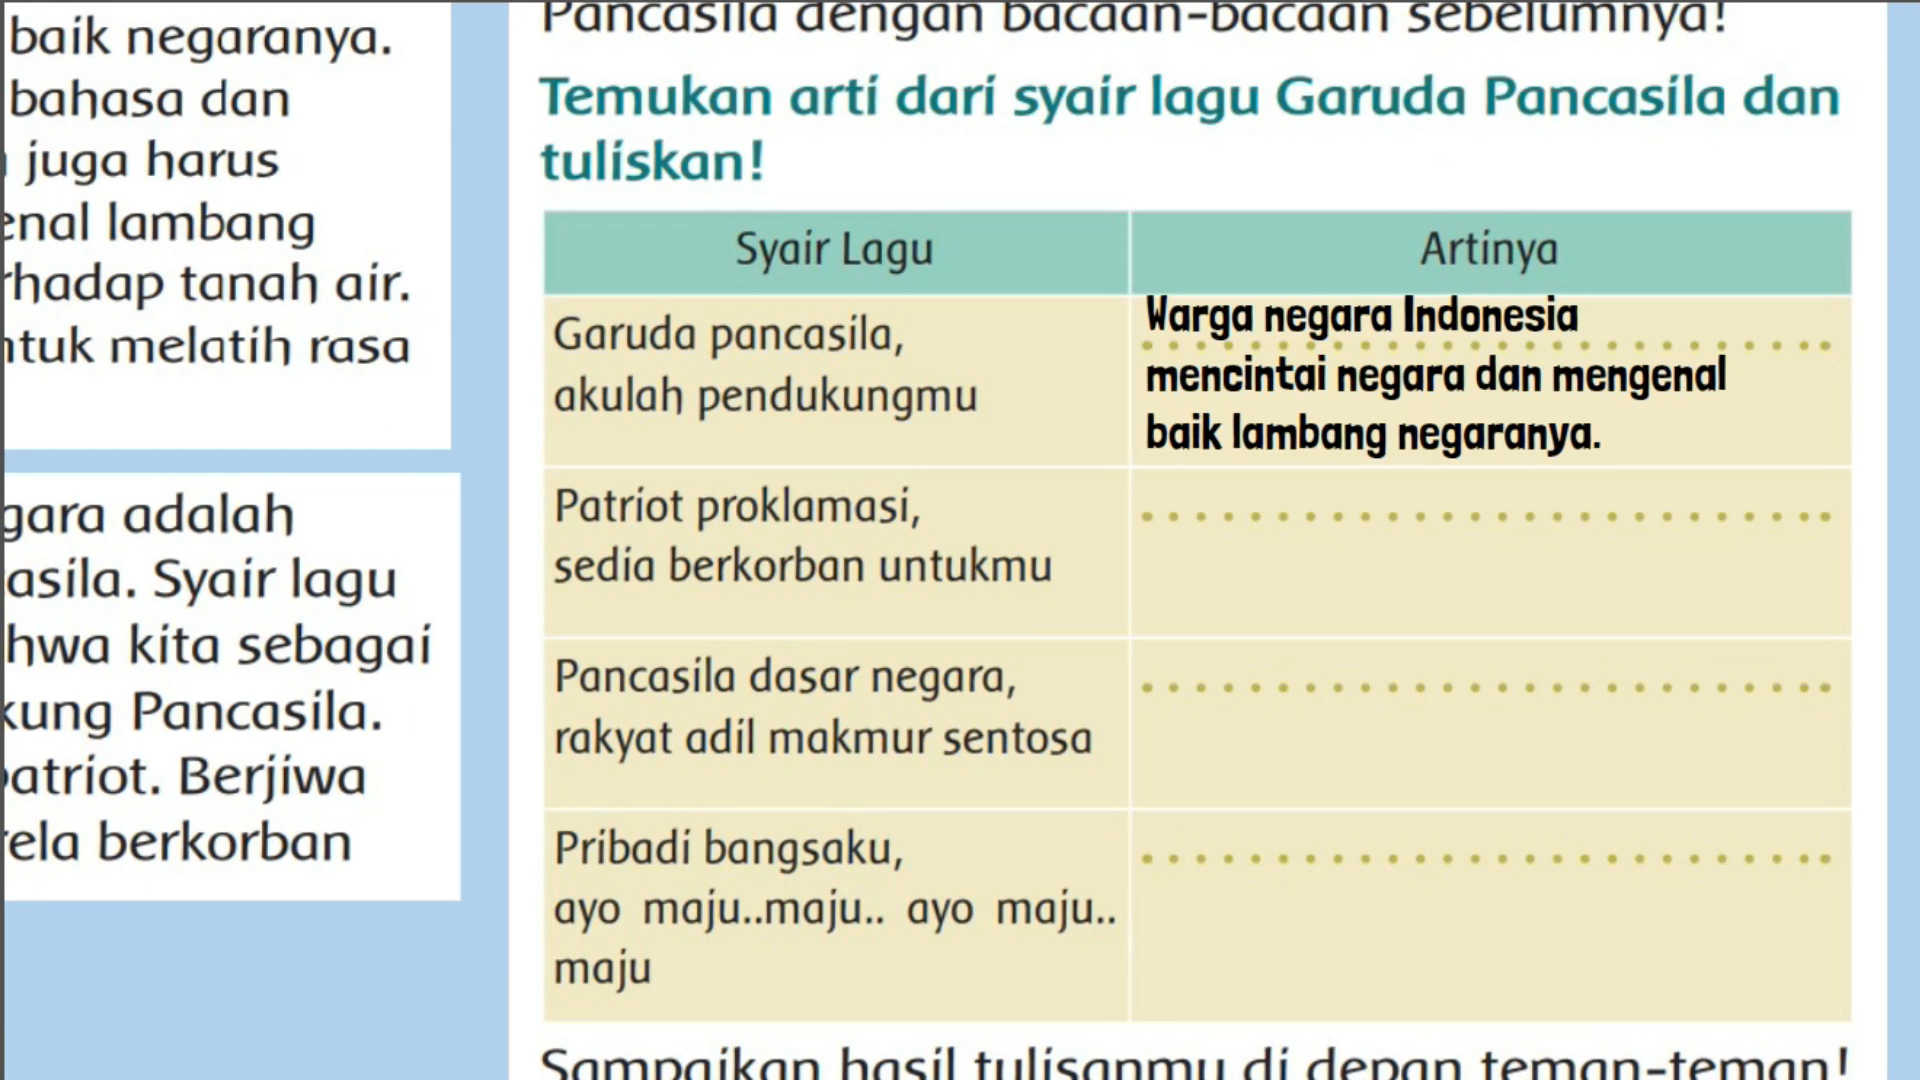 baik negaranya.
bahasa dan
juga harus
enal lambang
rhadap tanah air.
ntuk melatih rasa
gara adalah
asila. Syair lagu
hwa kita sebagai
kung Pancasila.
patriot. Berjiwa
rela berkorban
Pancasila dengan bacaan-bacaan sebelumnya!
Temukan arti dari syair lagu Garuda Pancasila dan
tuliskan!
Syair Lagu
Artinya
Garuda pancasila,
akulah pendukungmu
Warga negara Indonesia
mencintai negara dan mengenal
baik lambang negaranya.
Patriot proklamasi,
sedia berkorban untukmu
Pancasila dasar negara,
rakyat adil makmur sentosa
Pribadi bangsaku,
ayo maju..maju.. ayo maju..
maju
Sampaikan hasil tulisanmu di depan teman-teman!